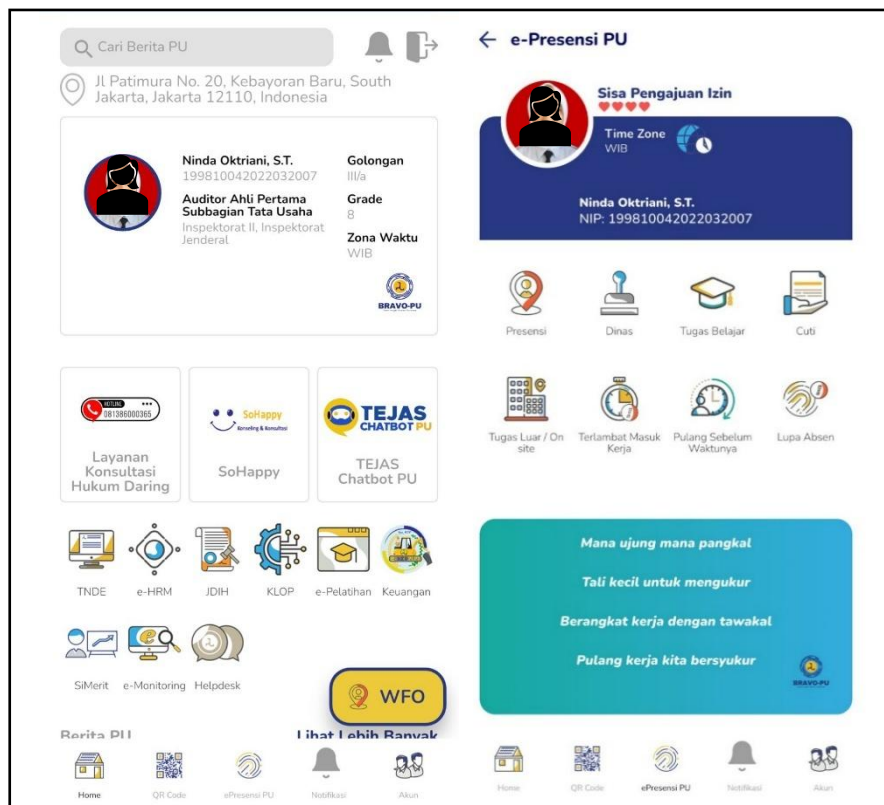 Cari Berita PU
Jl Patimura No. 20, Kebayoran Baru, South
Jakarta, Jakarta 12110, Indonesia
Ninda Oktriani, S.T.
199810042022032007
Auditor Ahli Pertama
Subbagian Tata Usaha
Inspektorat II, Inspektorat
Jenderal
Golongan
III/a
Grade
8
Zona Waktu
WIB
BRAVO-PU
HOTLINE
081386000365
Layanan
Konsultasi
Hukum Daring
SoHappy
Konseling & Konsultasi
SoHappy
TEJAS
CHATBOT PU
TEJAS
Chatbot PU
TNDE
e-HRM
JDIH
KLOP
e-Pelatihan
Keuangan
SiMerit
e-Monitoring
Helpdesk
WFO
Berita PU
Lihat Lebih Banyak
Home
QR Code
ePresensi PU
Notifikasi
Akun
e-Presensi PU
Sisa Pengajuan Izin
Time Zone
WIB
Ninda Oktriani, S.T.
NIP: 199810042022032007
Presensi
Dinas
Tugas Belajar
Cuti
Tugas Luar / On
site
Terlambat Masuk
Kerja
Pulang Sebelum
Waktunya
Lupa Absen
Mana ujung mana pangkal
Tali kecil untuk mengukur
Berangkat kerja dengan tawakal
Pulang kerja kita bersyukur
BRAVO-PU
Home
QR Code
ePresensi PU
Notifikasi
Akun